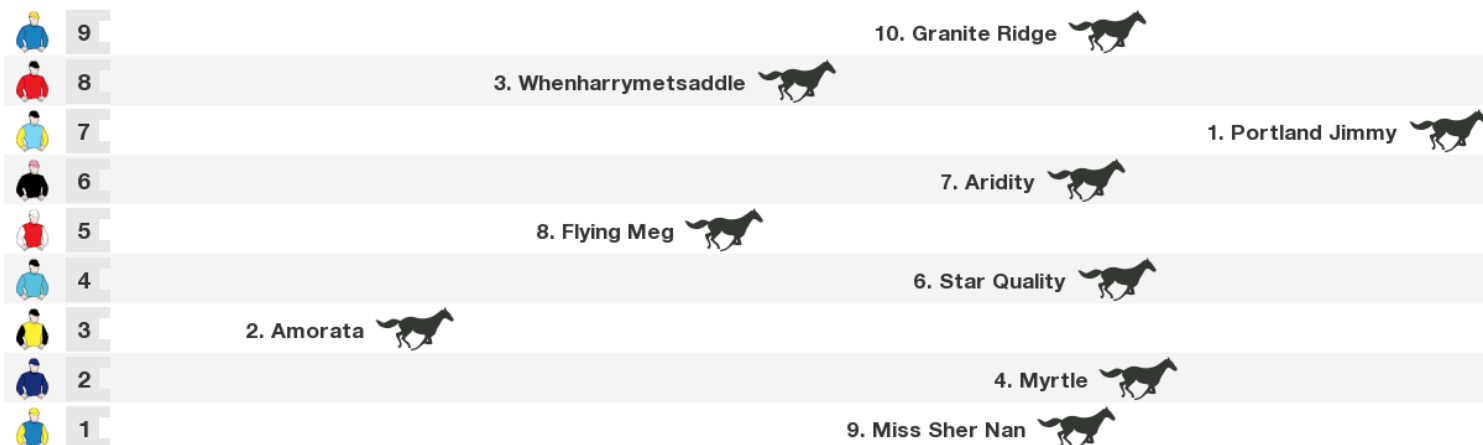 9 10. Granite Ridge
8 3. Whenharrymetsaddle
7 1. Portland Jimmy
6 7. Aridity
5 8. Flying Meg
4 6. Star Quality
3 2. Amorata
2 4. Myrtle
1 9. Miss Sher Nan